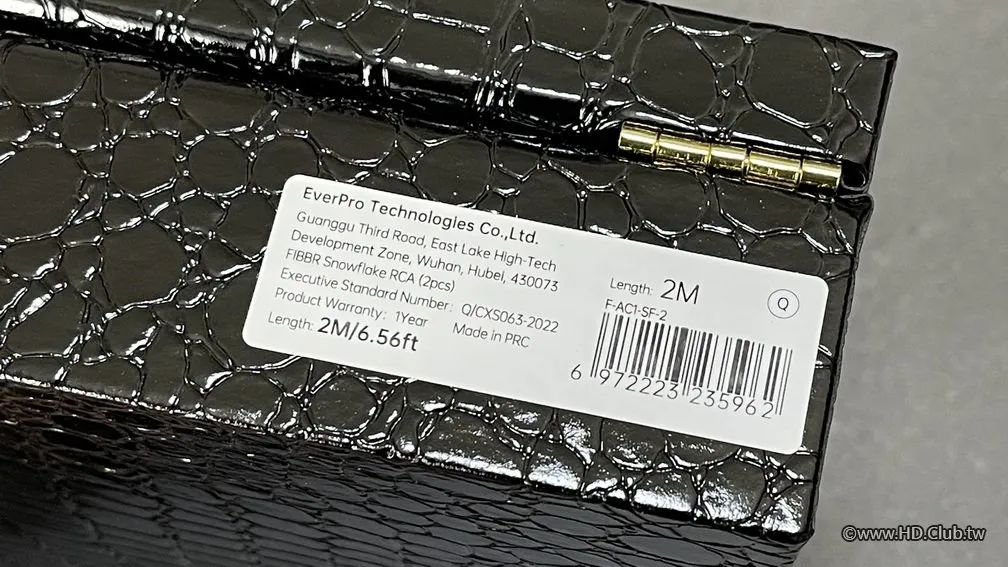 EverPro Technologies Co.,Ltd.
Guanggu Third Road, East Lake High-Tech
Development Zone, Wuhan, Hubei, 430073
FIBBR Snowflake RCA (2pcs)
Executive Standard Number: Q/CXS063-2022
Product Warranty: 1Year Made in PRC
Length: 2M/6.56ft
Length: 2M
Q
F-AC1-SF-2
6 972223 235962
©www.HD.Club.tw